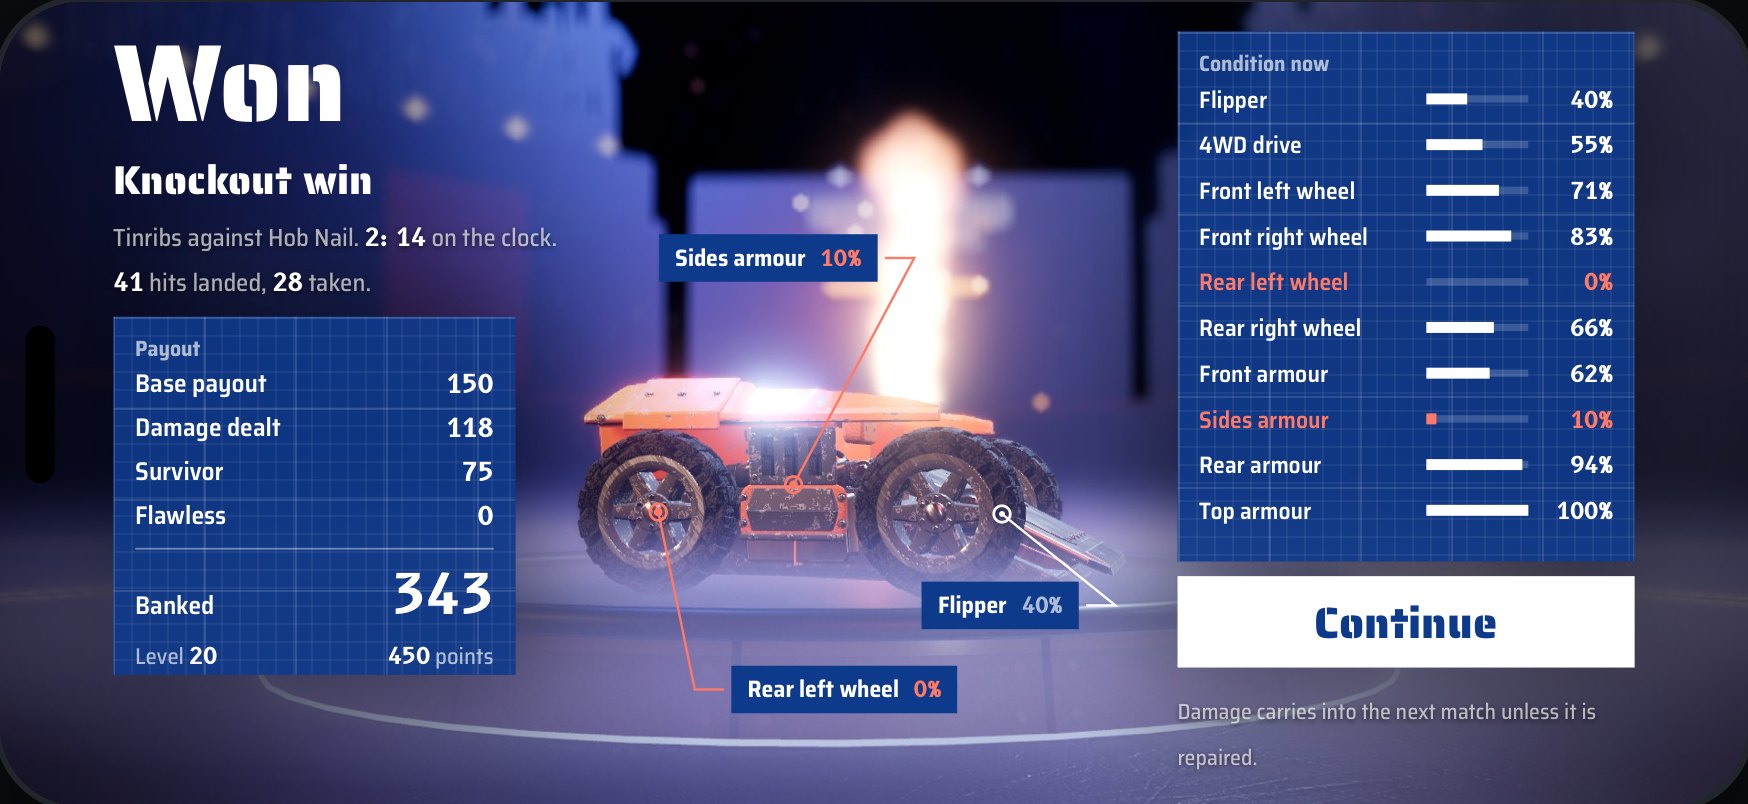 Won
Knockout win
Tinribs against Hob Nail. 2: 14 on the clock.
41 hits landed, 28 taken.
Payout
Base payout 150
Damage dealt 118
Survivor 75
Flawless 0
Banked 343
Level 20 450 points
Sides armour 10%
Flipper 40%
Rear left wheel 0%
Condition now
Flipper 40%
4WD drive 55%
Front left wheel 71%
Front right wheel 83%
Rear left wheel 0%
Rear right wheel 66%
Front armour 62%
Sides armour 10%
Rear armour 94%
Top armour 100%
Continue
Damage carries into the next match unless it is
repaired.